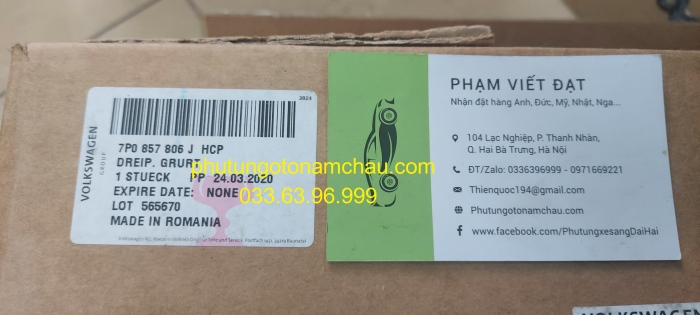 3024
VOLKSWAGEN
GROUP
7P0 857 806 J HCP
DREIP. GRURT
1 STUECK PP 24.03.2020
EXPIRE DATE: NONE
LOT 565670
MADE IN ROMANIA
phutungotonamchau.com
033.63.96.999
PHẠM VIẾT ĐẠT
Nhận đặt hàng Anh, Đức, Mỹ, Nhật, Nga...
104 Lạc Nghiệp, P. Thanh Nhàn,
Q. Hai Bà Trưng, Hà Nội
ĐT/Zalo: 0336396999 - 0971669221
Thienquoc194@gmail.com
Phutungotonamchau.com
www.facebook.com/PhutungxesangDaiHai
VOLKSWAGEN